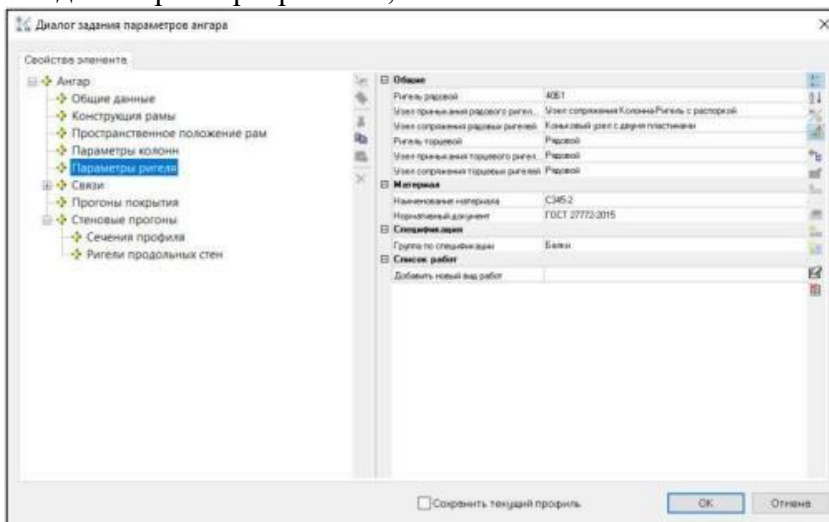 Диалог задания параметров ангара
Свойства элемента
Ангар
Общие данные
Конструкция рамы
Пространственное положение рам
Параметры колонн
Параметры ригеля
Связи
Прогоны покрытия
Стеновые прогоны
Сечения профиля
Ригели продольных стен
Общие
Ригель рядовой 40Б1
Узел примыкания рядового ригел... Узел сопряжения Колонна-Ригель с распоркой
Узел сопряжения рядовых ригелей Коньковый узел с двумя пластинами
Ригель торцевой Рядовой
Узел примыкания торцевого ригел... Рядовой
Узел сопряжения торцевых ригелей Рядовой
Материал
Наименование материала С345-2
Нормативный документ ГОСТ 27772-2015
Спецификация
Группа по спецификации Балки
Список работ
Добавить новый вид работ
Сохранить текущий профиль
ОК Отмена